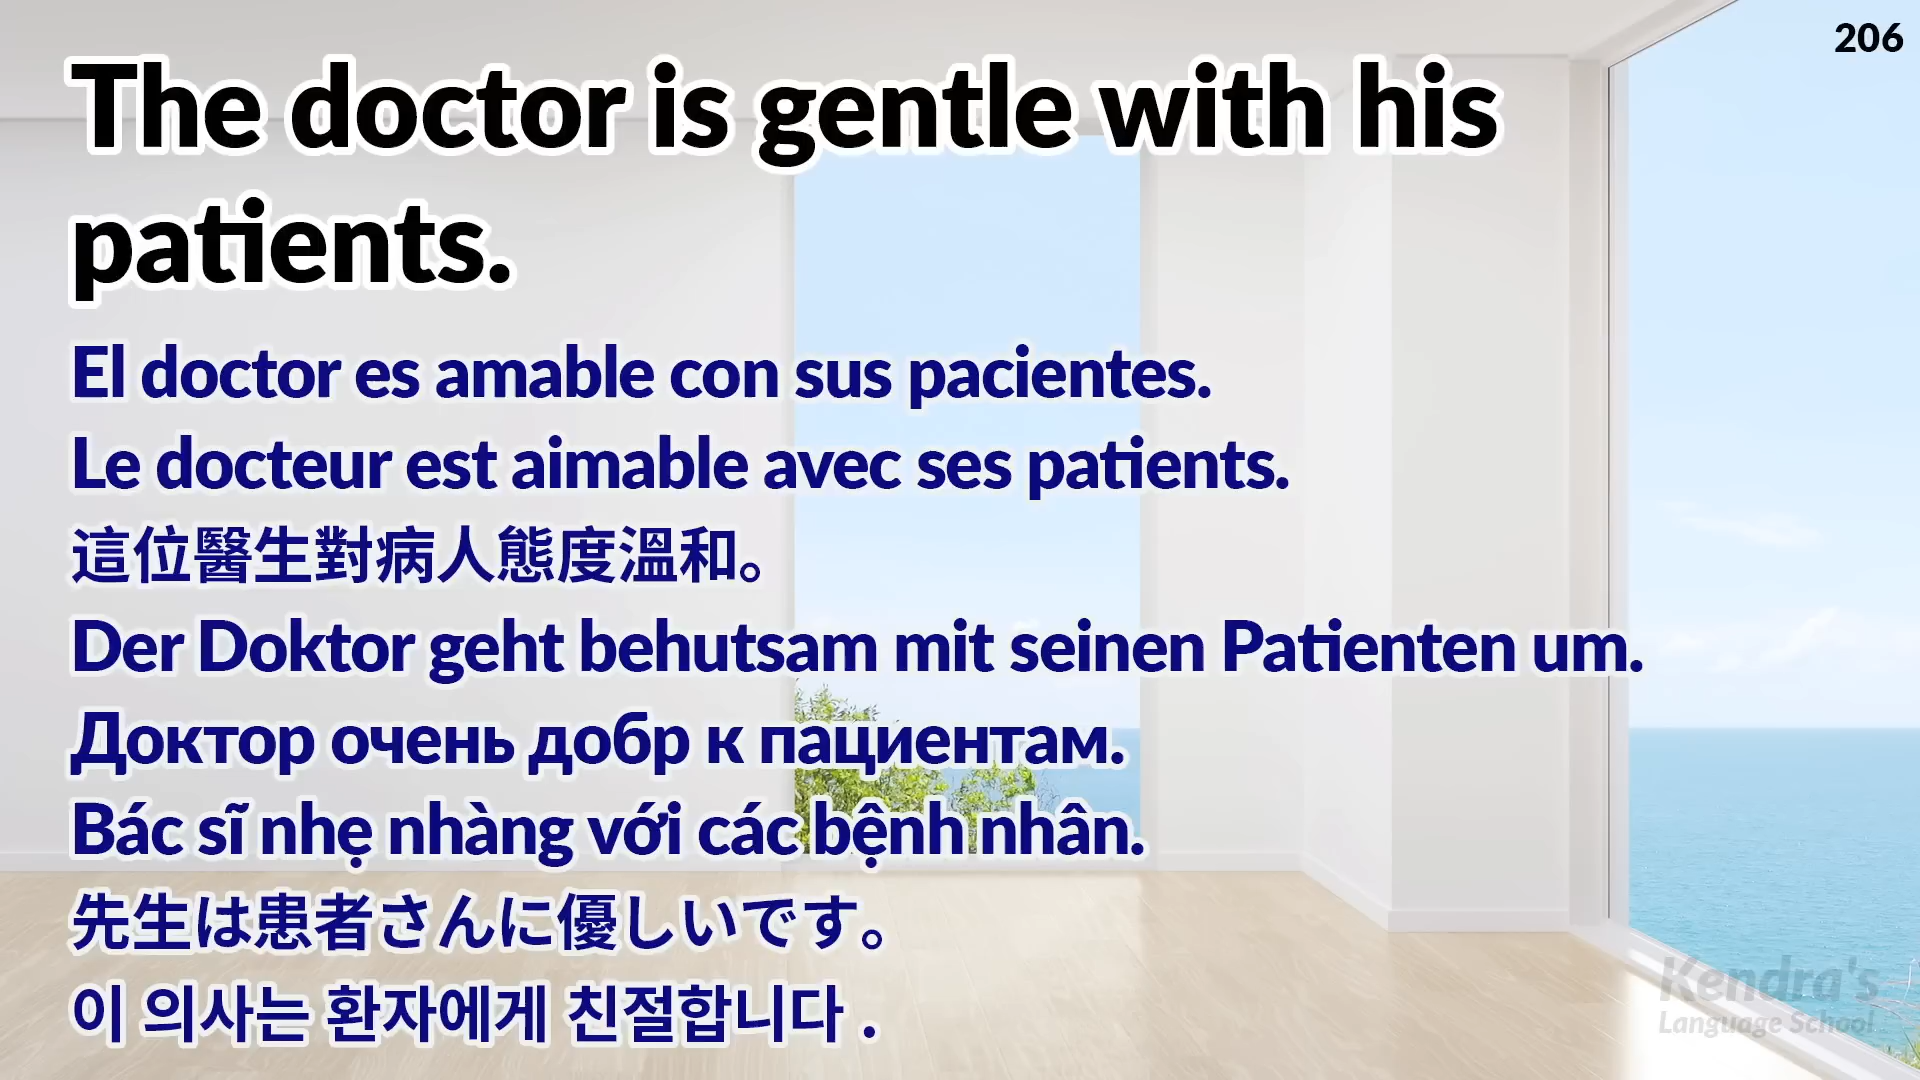 206
The doctor is gentle with his
patients.
El doctor es amable con sus pacientes.
Le docteur est aimable avec ses patients.
這位醫生對病人態度溫和。
Der Doktor geht behutsam mit seinen Patienten um.
Доктор очень добр к пациентам.
Bác sĩ nhẹ nhàng với các bệnh nhân.
先生は患者さんに優しいです。
이 의사는 환자에게 친절합니다 .
Kendra's
Language School